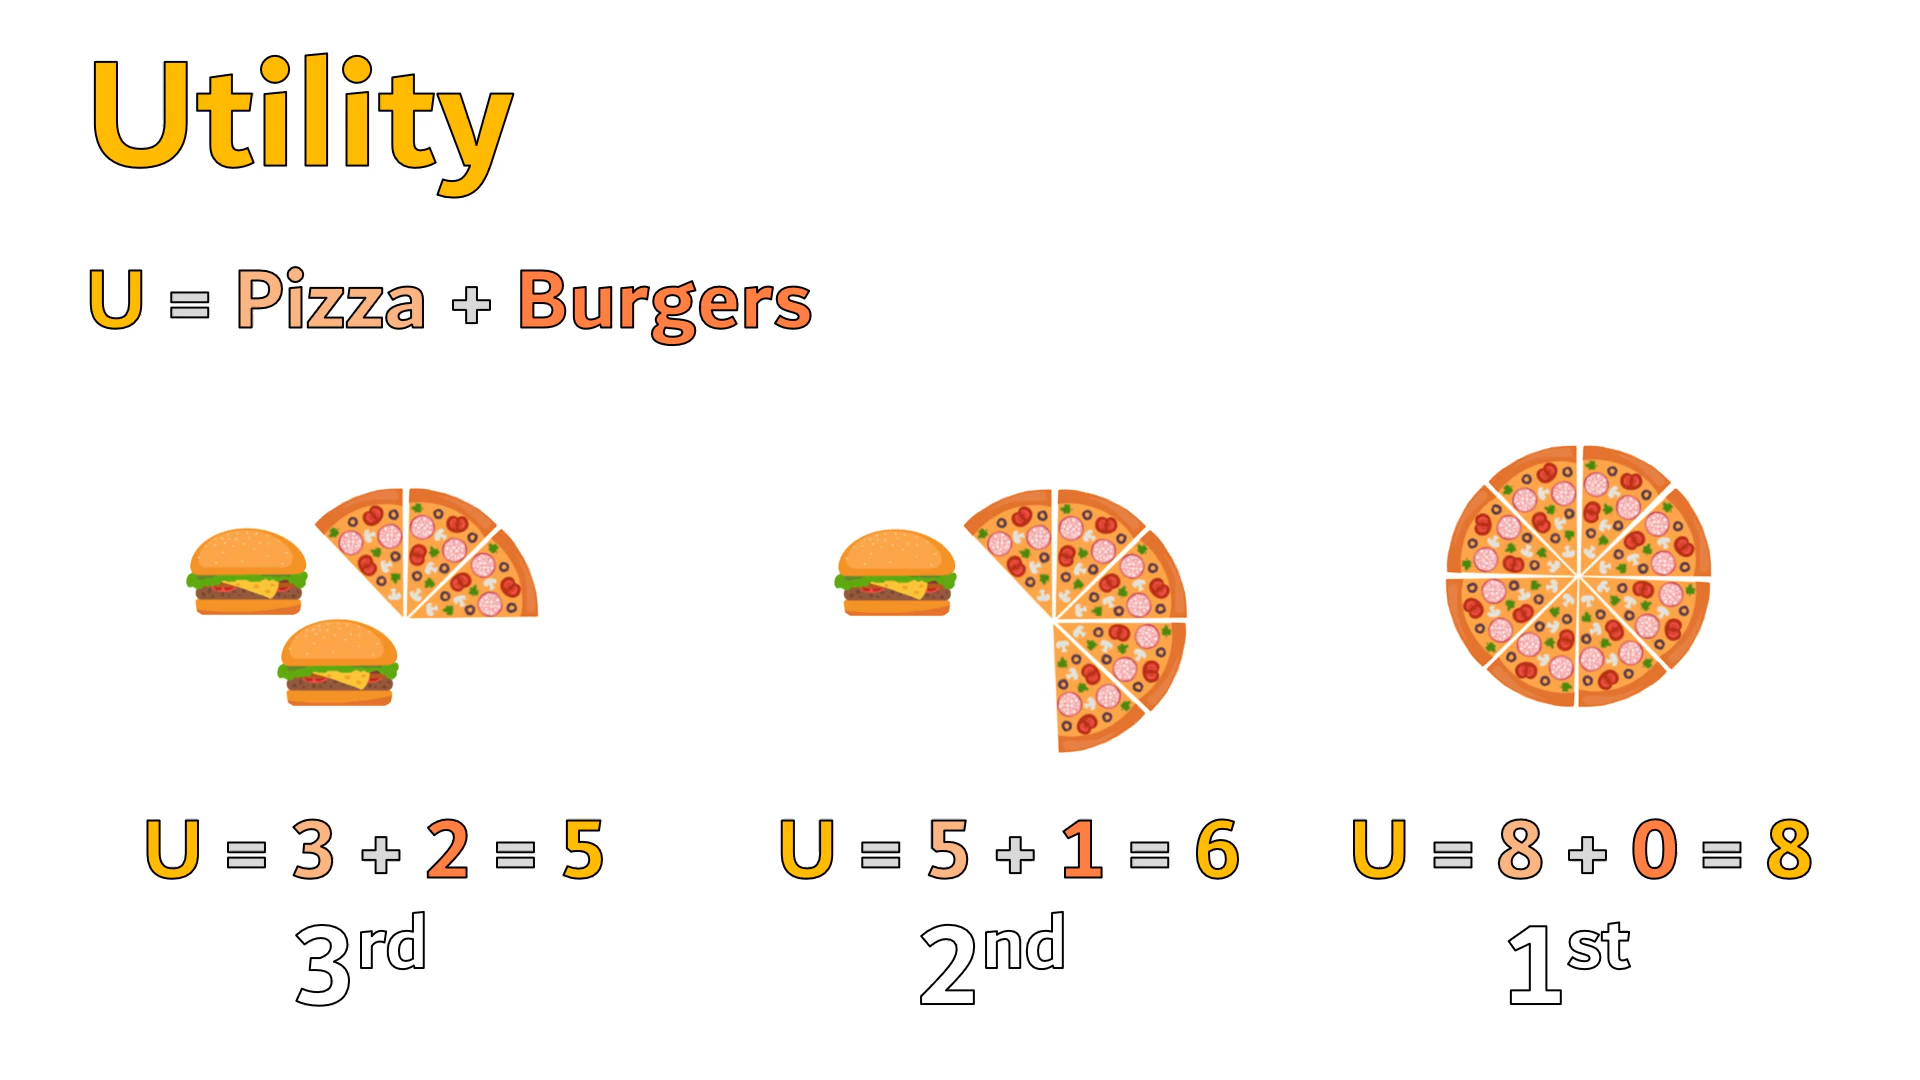 Utility
U = Pizza + Burgers
U = 3 + 2 = 5
3rd
U = 5 + 1 = 6
2nd
U = 8 + 0 = 8
1st